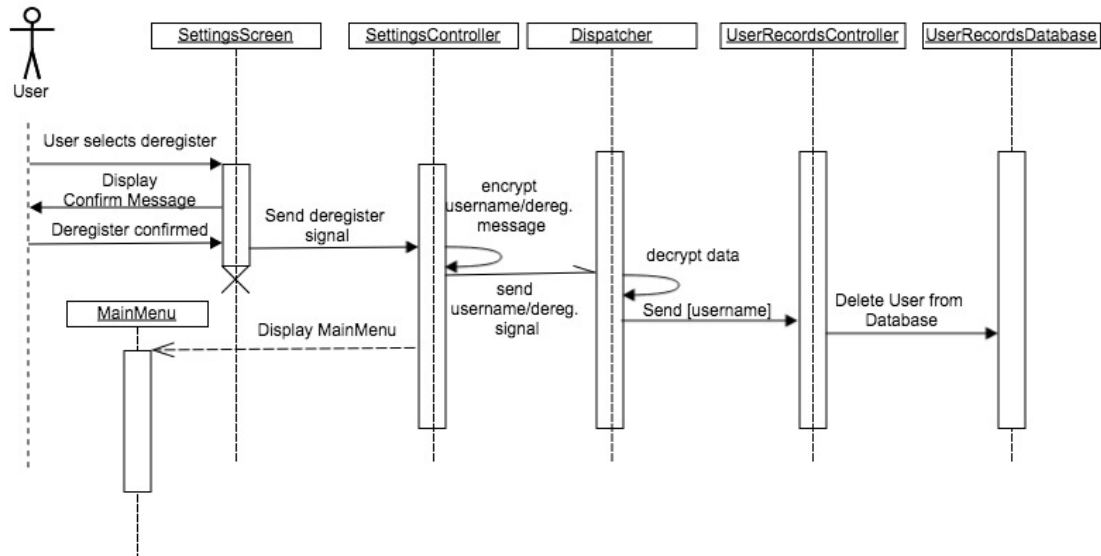 SettingsScreen
SettingsController
Dispatcher
UserRecordsController
UserRecordsDatabase
User
User selects deregister
Display
Confirm Message
Deregister confirmed
Send deregister
signal
encrypt
username/dereg.
message
send
username/dereg.
signal
decrypt data
Send [username]
Delete User from
Database
MainMenu
Display MainMenu